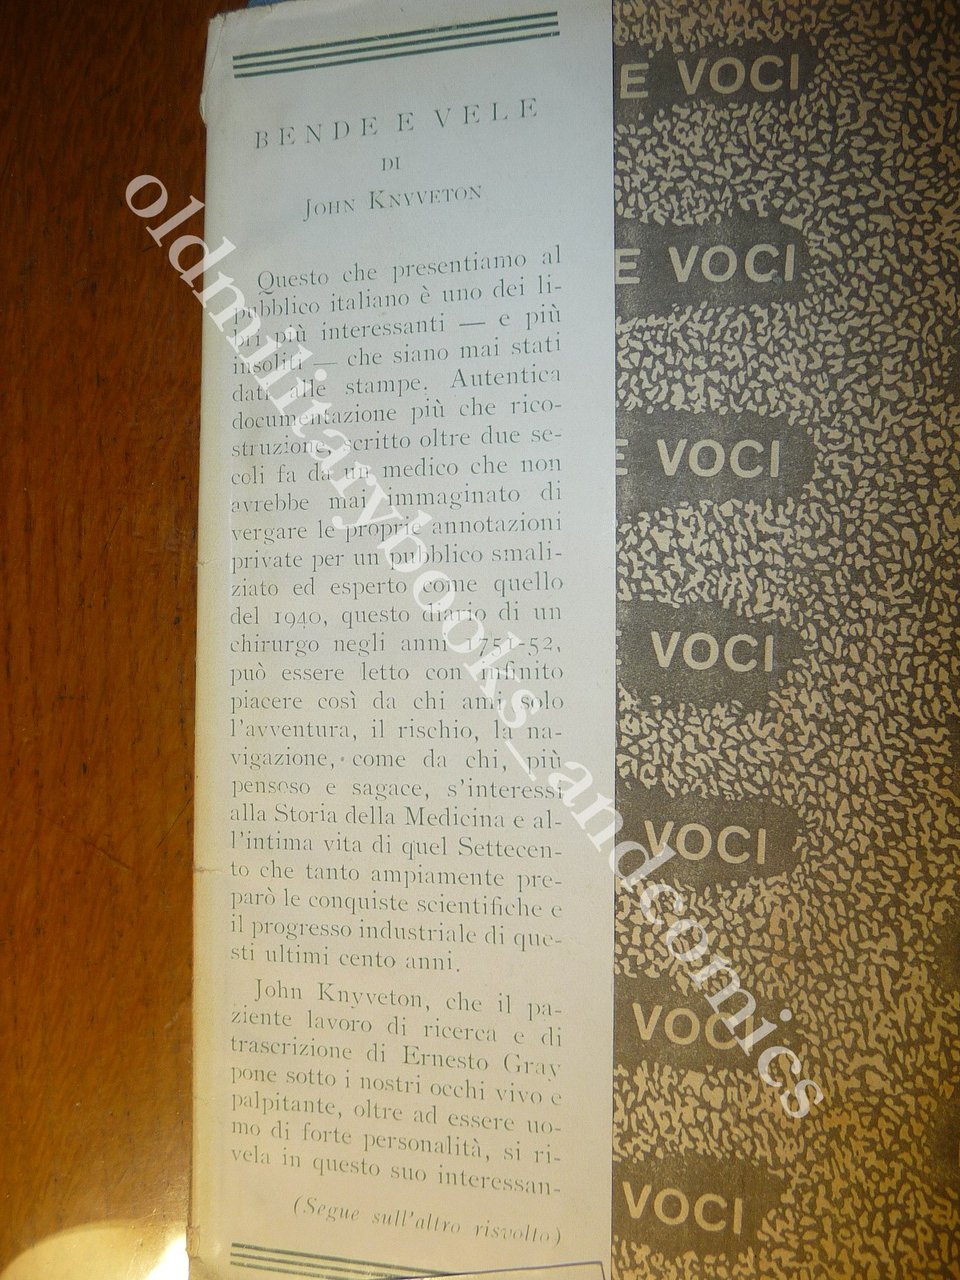 BENDE E VELE
DI
JOHN KNYVETON
Questo che presentiamo al
pubblico italiano è uno dei li-
bri più interessanti — e più
insoliti — che siano mai stati
dati alle stampe. Autentica
documentazione più che rico-
struzione, scritto oltre due se-
coli fa da un medico che non
avrebbe mai immaginato di
vergare le proprie annotazioni
private per un pubblico smali-
ziato ed esperto come quello
del 1940, questo diario di un
chirurgo negli anni 1751-52,
può essere letto con infinito
piacere così da chi ami solo
l'avventura, il rischio, la na-
vigazione, come da chi, più
pensoso e sagace, s'interessi
alla Storia della Medicina e al-
l'intima vita di quel Settecen-
to che tanto ampiamente pre-
parò le conquiste scientifiche e
il progresso industriale di que-
sti ultimi cento anni.
John Knyveton, che il pa-
ziente lavoro di ricerca e di
trascrizione di Ernesto Gray
pone sotto i nostri occhi vivo e
palpitante, oltre ad essere uo-
mo di forte personalità, si ri-
vela in questo suo interessan-
(Segue sull'altro risvolto)
E VOCI
E VOCI
E VOCI
E VOCI
VOCI
VOCI
VOCI
oldmilitarybooks_andcomics